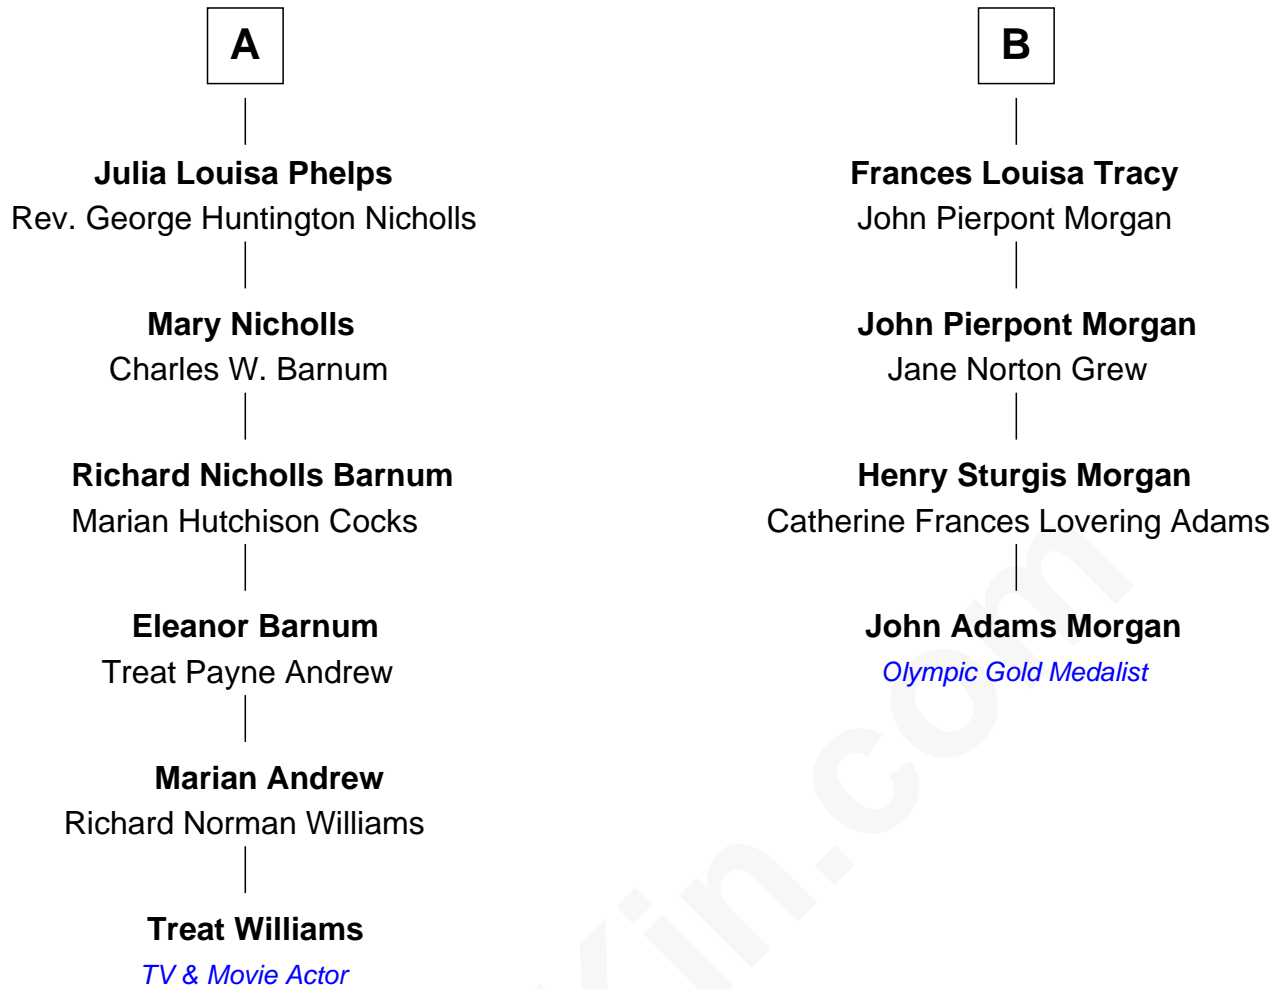 A
Julia Louisa Phelps
Rev. George Huntington Nicholls
Mary Nicholls
Charles W. Barnum
Richard Nicholls Barnum
Marian Hutchison Cocks
Eleanor Barnum
Treat Payne Andrew
Marian Andrew
Richard Norman Williams
Treat Williams
TV & Movie Actor
B
Frances Louisa Tracy
John Pierpont Morgan
John Pierpont Morgan
Jane Norton Grew
Henry Sturgis Morgan
Catherine Frances Lovering Adams
John Adams Morgan
Olympic Gold Medalist
Kin.com